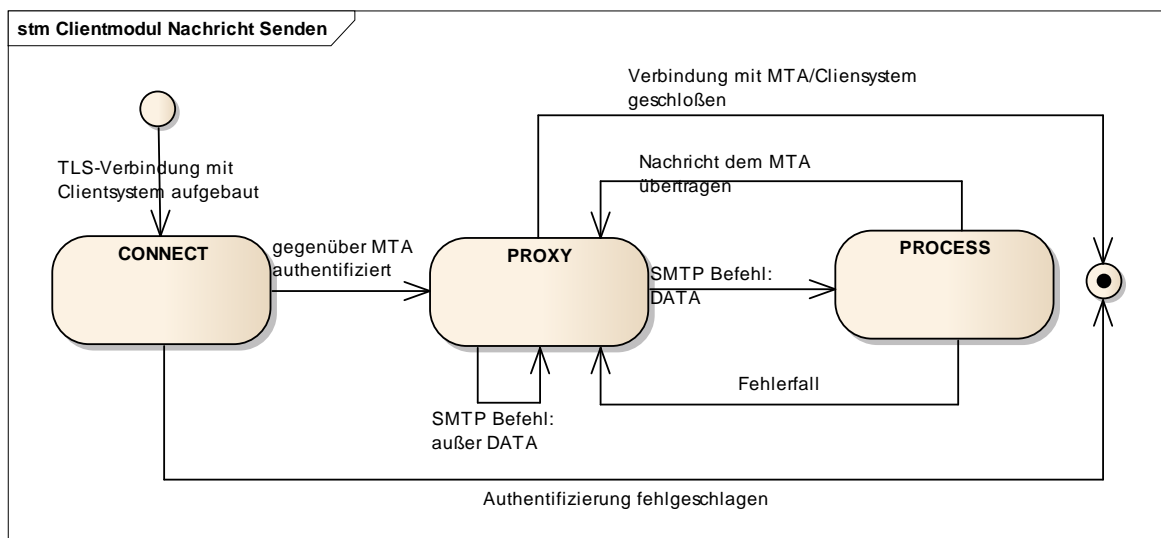 stm Clientmodul Nachricht Senden
Verbindung mit MTA/Cliensystem
geschloßen
TLS-Verbindung mit
Clientsystem aufgebaut
Nachricht dem MTA
übertragen
CONNECT
gegenüber MTA
authentifiziert
PROXY
SMTP Befehl:
DATA
PROCESS
Fehlerfall
SMTP Befehl:
außer DATA
Authentifizierung fehlgeschlagen